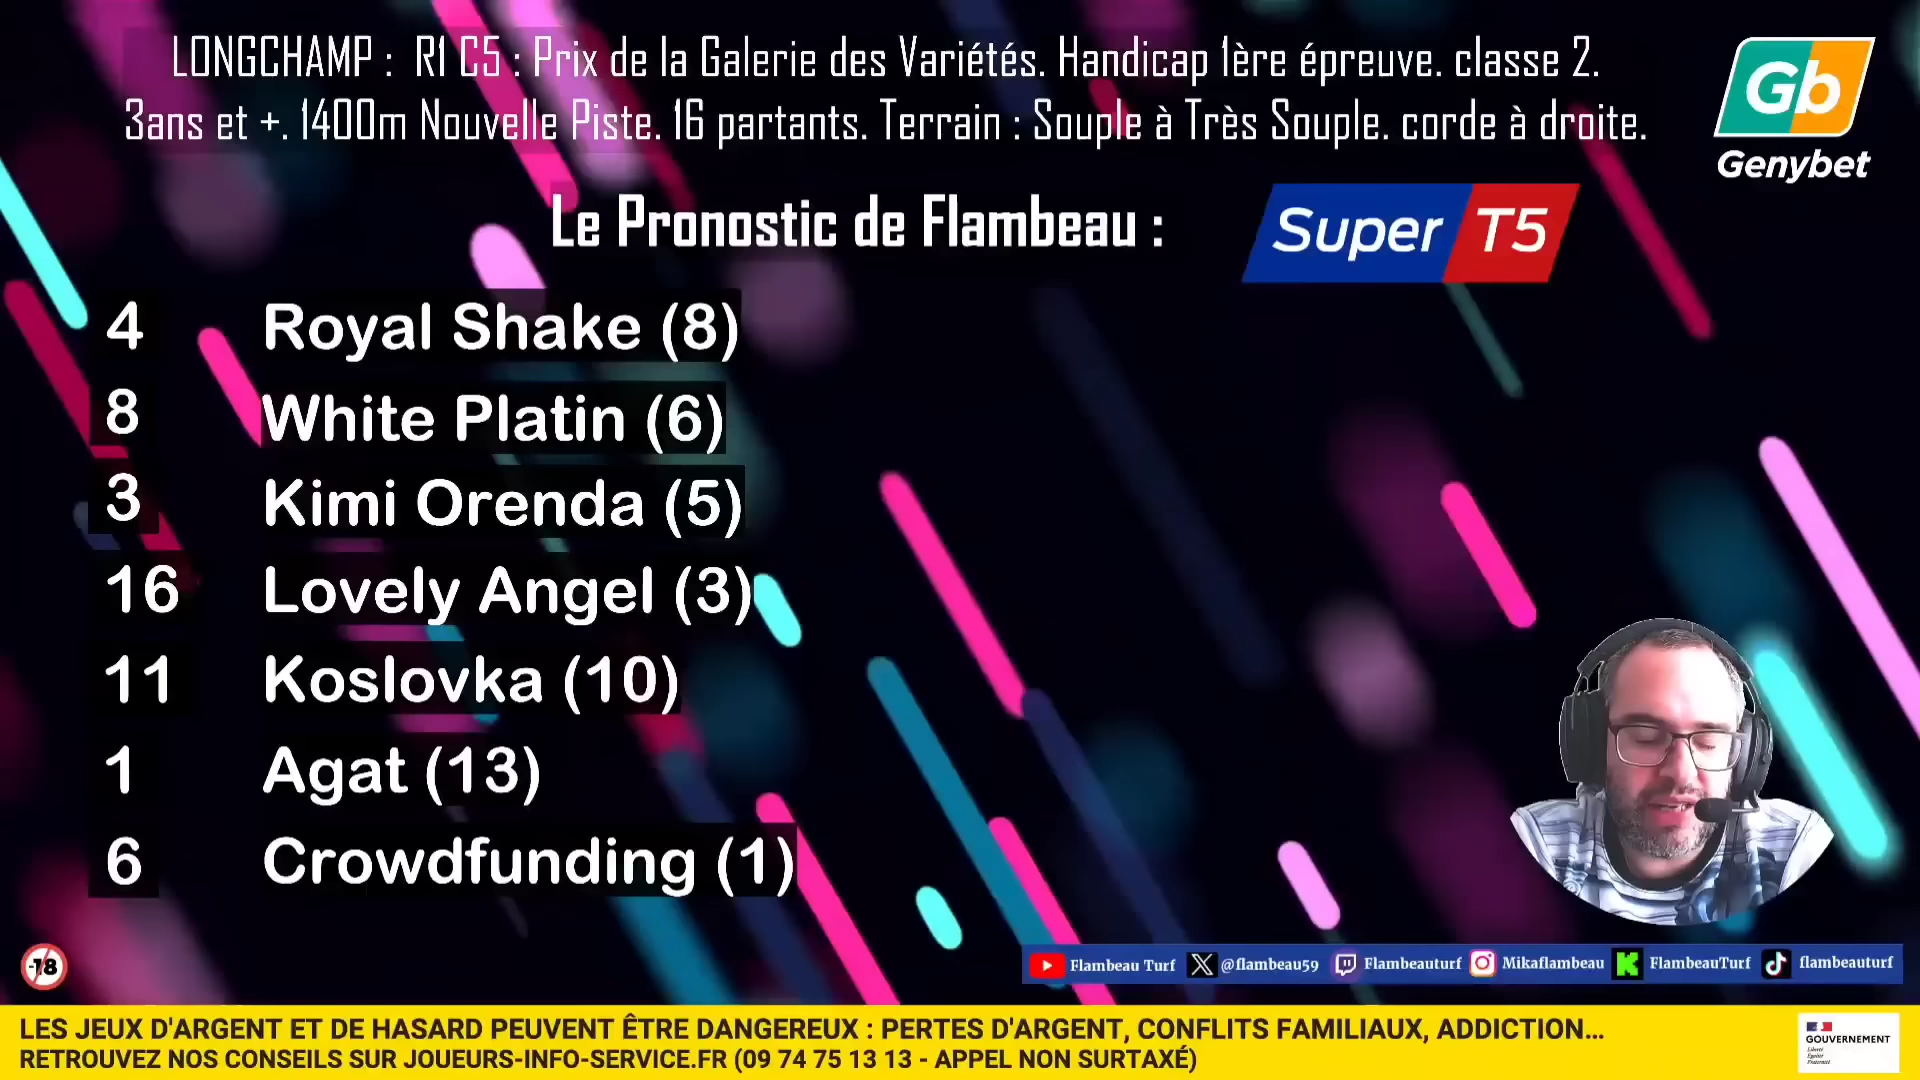 LONGCHAMP : R1 C5 : Prix de la Galerie des Variétés. Handicap 1ère épreuve. classe 2.
3ans et +. 1400m Nouvelle Piste. 16 partants. Terrain : Souple à Très Souple. corde à droite.
Gb
Genybet
Le Pronostic de Flambeau :
Super T5
4 Royal Shake (8)
8 White Platin (6)
3 Kimi Orenda (5)
16 Lovely Angel (3)
11 Koslovka (10)
1 Agat (13)
6 Crowdfunding (1)
-18
Flambeau Turf @flambeau59 Flambeauturf Mikaflambeau FlambeauTurf flambeauturf
LES JEUX D'ARGENT ET DE HASARD PEUVENT ÊTRE DANGEREUX : PERTES D'ARGENT, CONFLITS FAMILIAUX, ADDICTION...
RETROUVEZ NOS CONSEILS SUR JOUEURS-INFO-SERVICE.FR (09 74 75 13 13 - APPEL NON SURTAXÉ)
GOUVERNEMENT
Liberté
Égalité
Fraternité